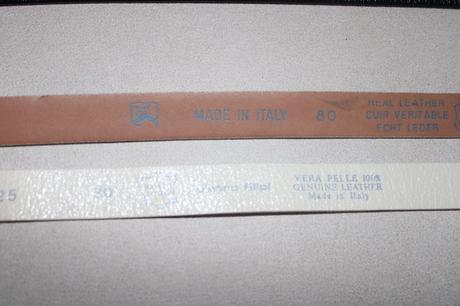 MADE IN ITALY 80 REAL LEATHER
CUIR VERITABLE
ECHT LEDER
25 80 VERA PELLE 100%
GENUINE LEATHER
Made in Italy